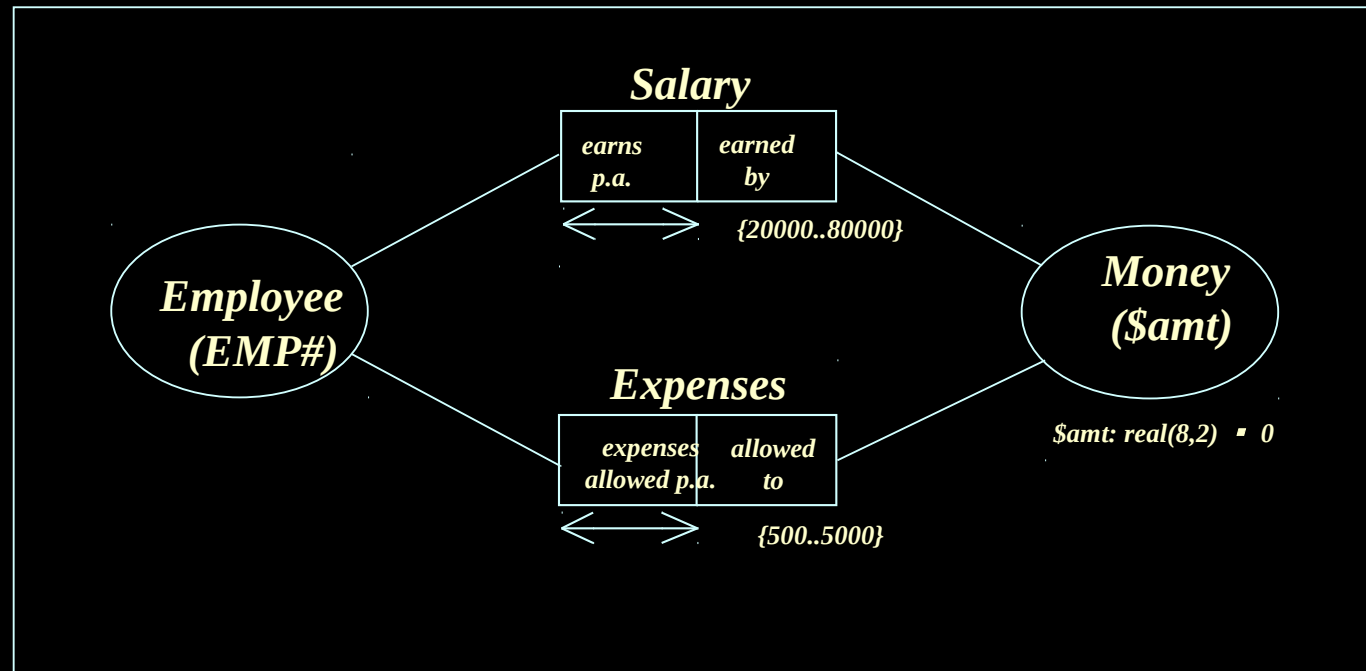 Salary
earns
p.a.
earned
by
{20000..80000}
Employee
(EMP#)
Money
($amt)
Expenses
expenses
allowed p.a.
allowed
to
$amt: real(8,2) ▪ 0
{500..5000}